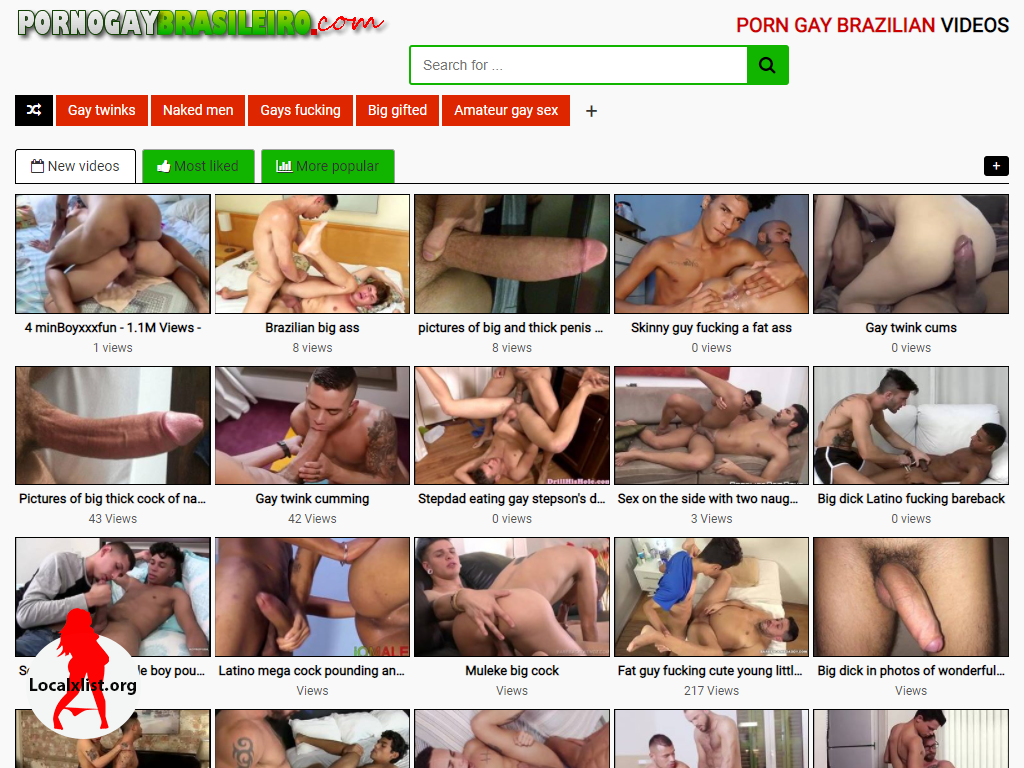 PORNOGAYBRASILEIRO.com
PORN GAY BRAZILIAN VIDEOS
Search for ...
Gay twinks
Naked men
Gays fucking
Big gifted
Amateur gay sex
+
New videos
Most liked
More popular
+
4 minBoyxxxfun - 1.1M Views -
1 views
Brazilian big ass
8 views
pictures of big and thick penis ...
8 views
Skinny guy fucking a fat ass
0 views
Gay twink cums
0 views
DrillHisHole.com
Pictures of big thick cock of na...
43 Views
Gay twink cumming
42 Views
Stepdad eating gay stepson's d...
0 views
Sex on the side with two naug...
3 Views
Big dick Latino fucking bareback
0 views
le boy pou...
Latino mega cock pounding an...
Views
Muleke big cock
Views
Fat guy fucking cute young littl...
217 Views
Big dick in photos of wonderful...
Views
Localxlist.org